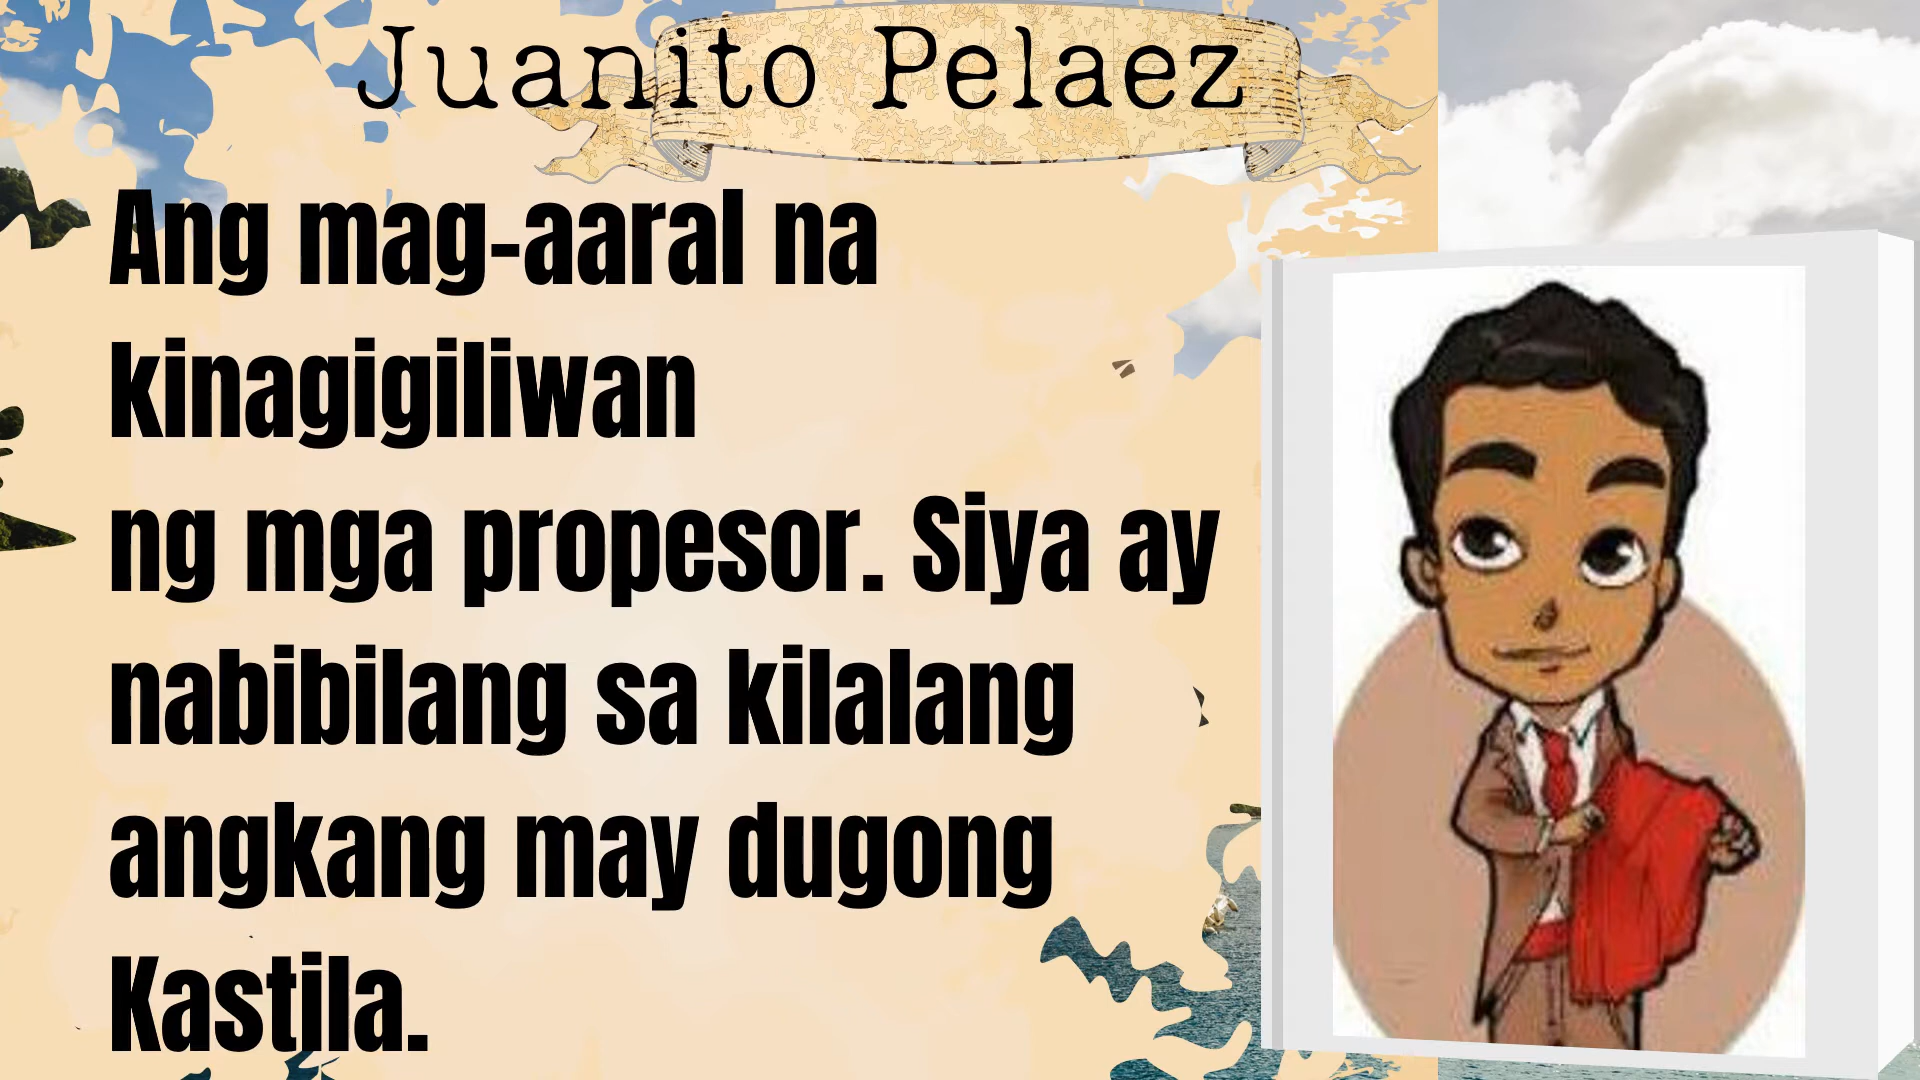 Juanito Pelaez
Ang mag-aaral na
kinagigiliwan
ng mga propesor. Siya ay
nabibilang sa kilalang
angkang may dugong
Kastila.